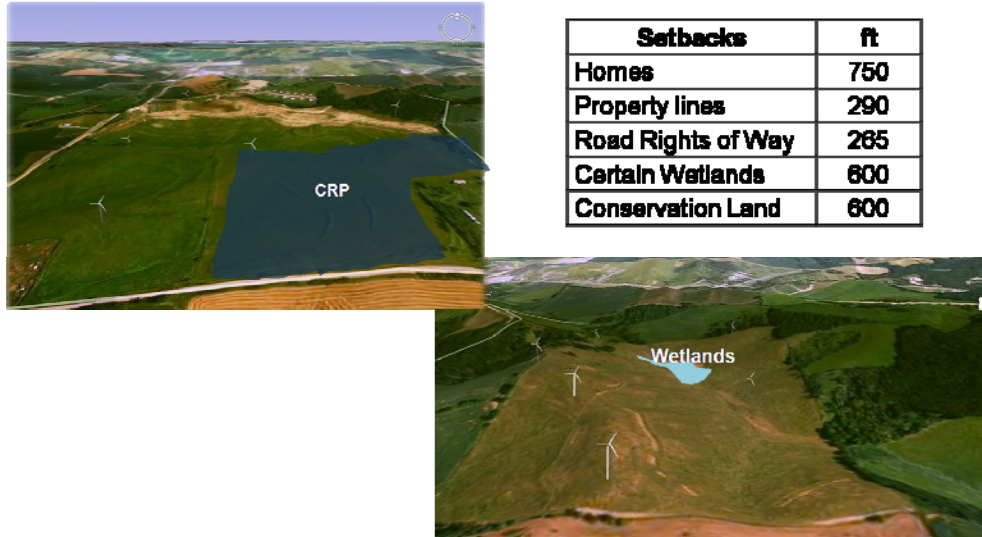 CRP
Setbacks ft
Homes 750
Property lines 290
Road Rights of Way 265
Certain Wetlands 600
Conservation Land 600
Wetlands